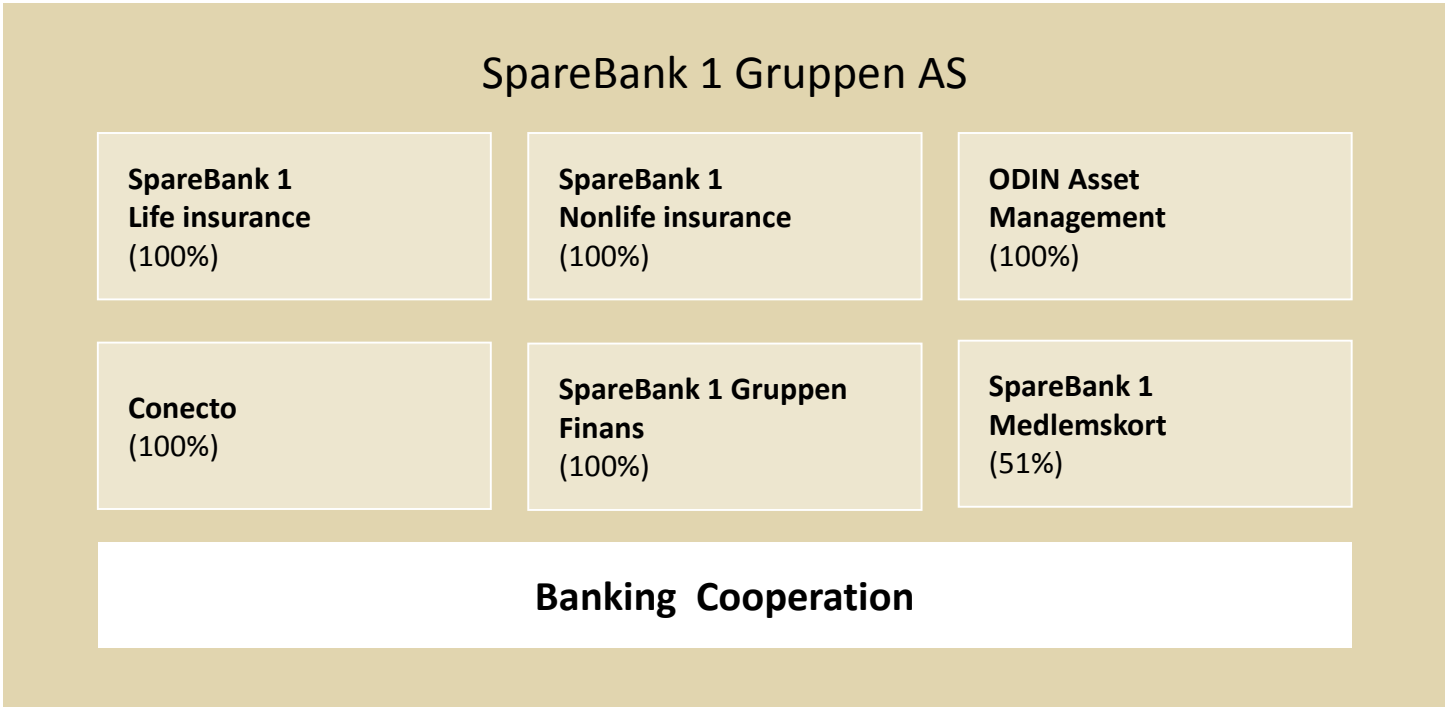 SpareBank 1 Gruppen AS
SpareBank 1
Life insurance
(100%)
SpareBank 1
Nonlife insurance
(100%)
ODIN Asset
Management
(100%)
Conecto
(100%)
SpareBank 1 Gruppen
Finans
(100%)
SpareBank 1
Medlemskort
(51%)
Banking Cooperation